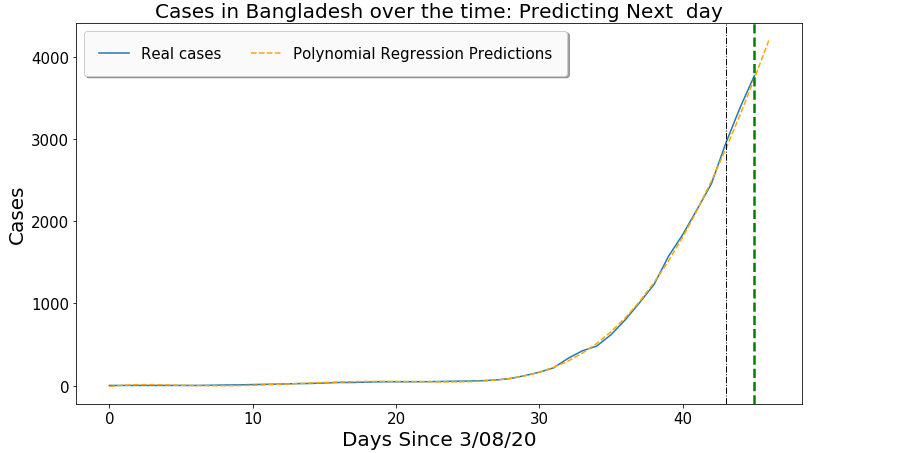 Cases in Bangladesh over the time: Predicting Next  day
Real cases
Polynomial Regression Predictions
4000
3000
2000
1000
0
Cases
0 10 20 30 40
Days Since 3/08/20